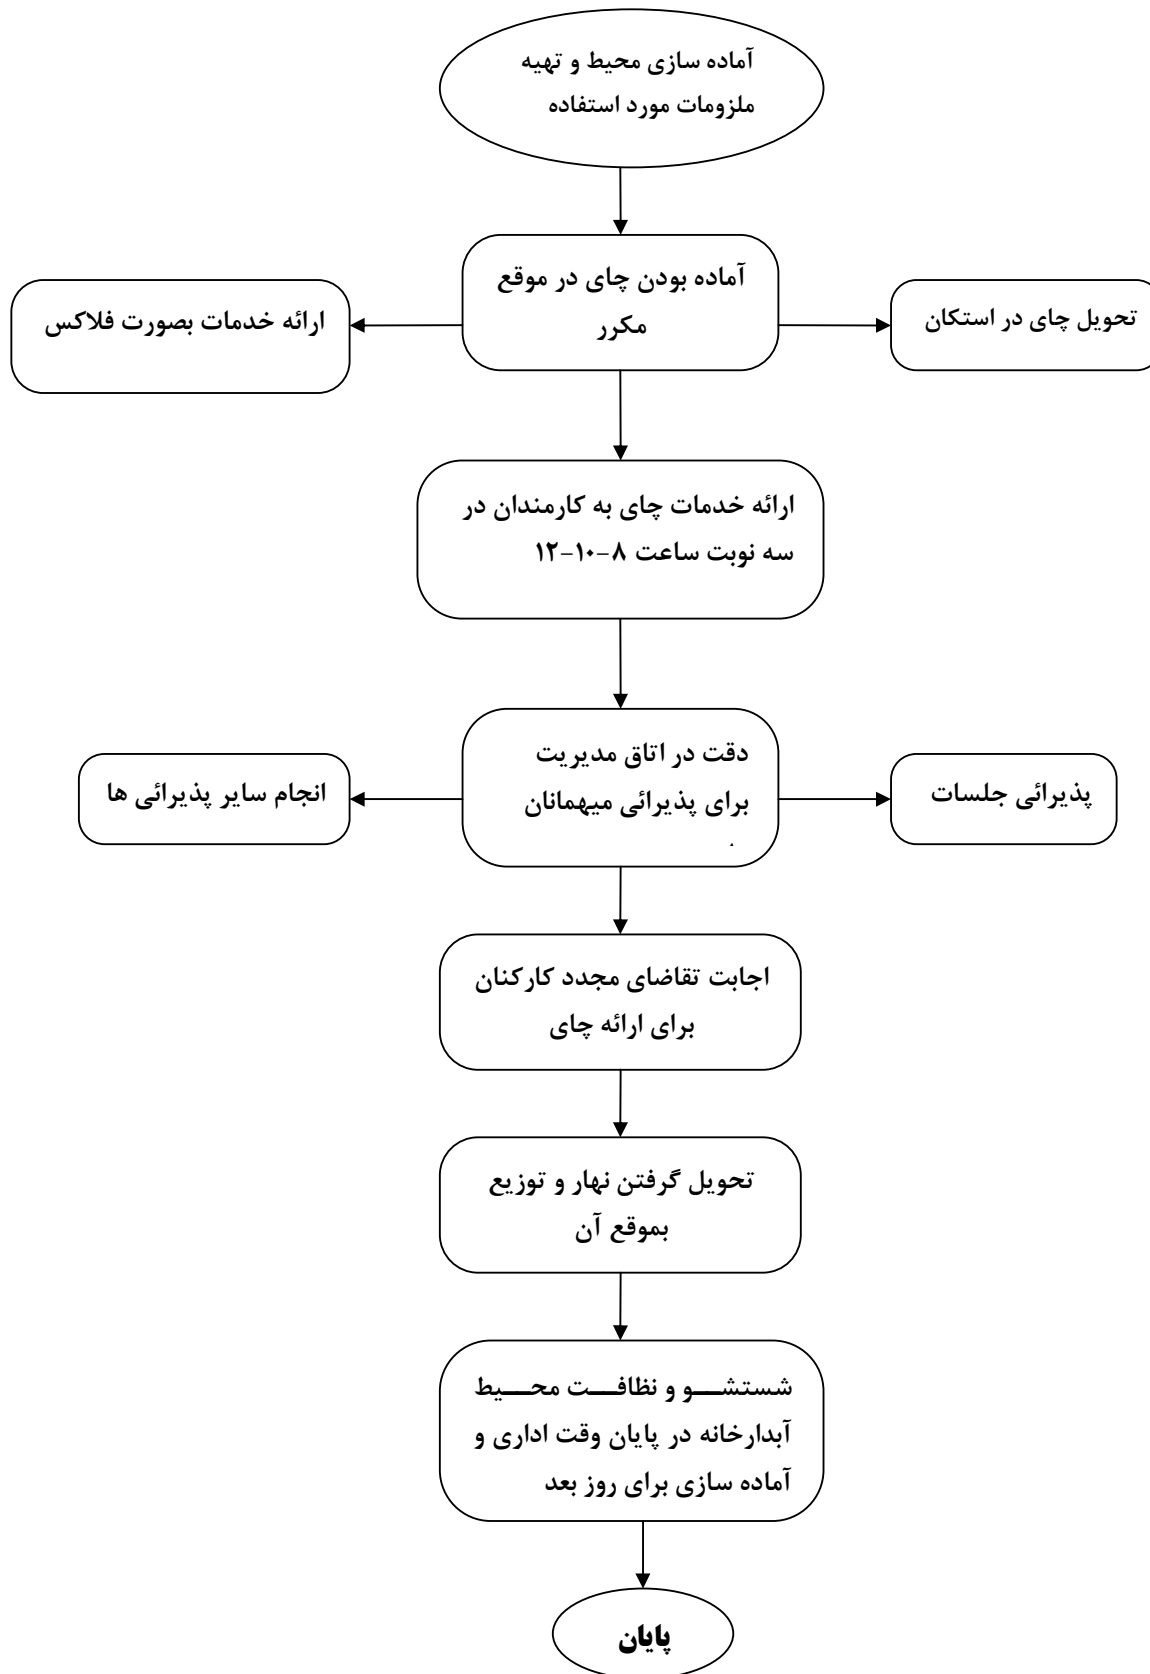 آماده سازی محیط و تهیه
ملزومات مورد استفاده
آماده بودن چای در موقع
مکرر
تحویل چای در استکان
ارائه خدمات بصورت فلاکس
ارائه خدمات چای به کارمندان در
سه نوبت ساعت ۸-۱۰-۱۲
دقت در اتاق مدیریت
برای پذیرائی میهمانان
پذیرائی جلسات
انجام سایر پذیرائی ها
اجابت تقاضای مجدد کارکنان
برای ارائه چای
تحویل گرفتن نهار و توزیع
بموقع آن
شستشـــو و نظافـــت محـــیط
آبدارخانه در پایان وقت اداری و
آماده سازی برای روز بعد
پایان